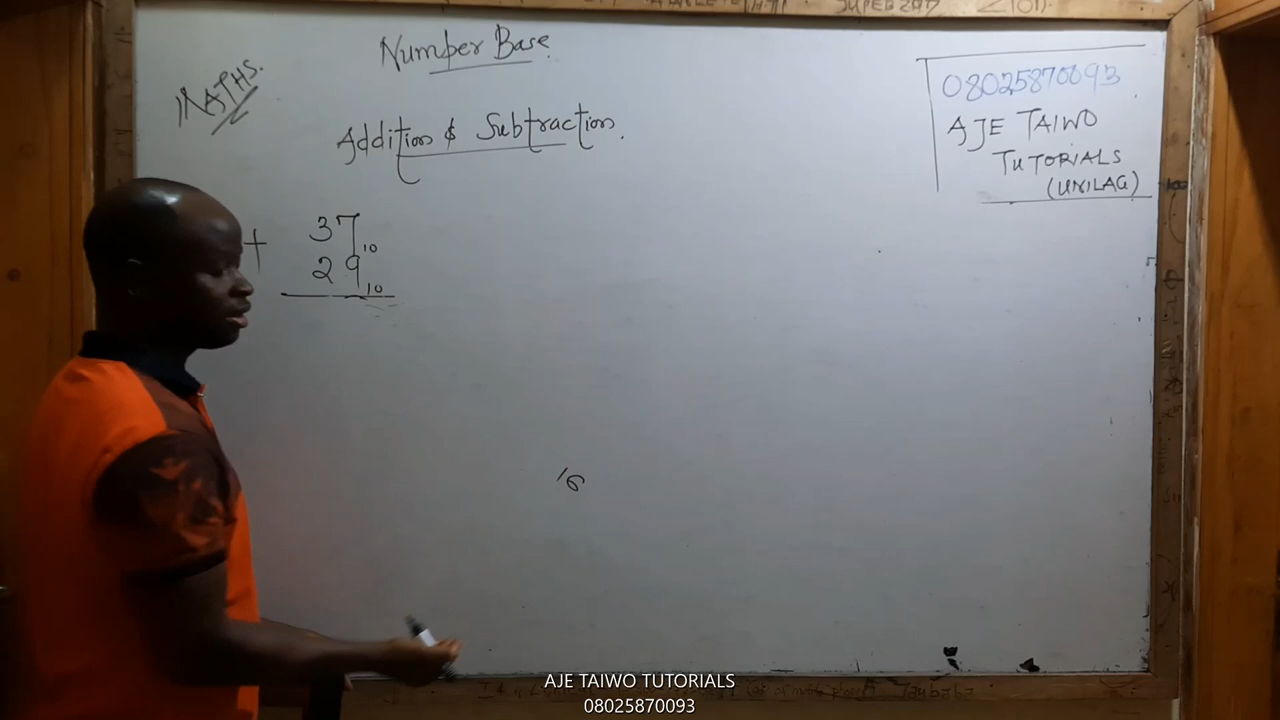 Number Base.
MATHS.
Addition & Subtraction.
08025870093
AJE TAIWO
TUTORIALS
(UNILAG)
+ 37₁₀
29₁₀
16
AJE TAIWO TUTORIALS
08025870093